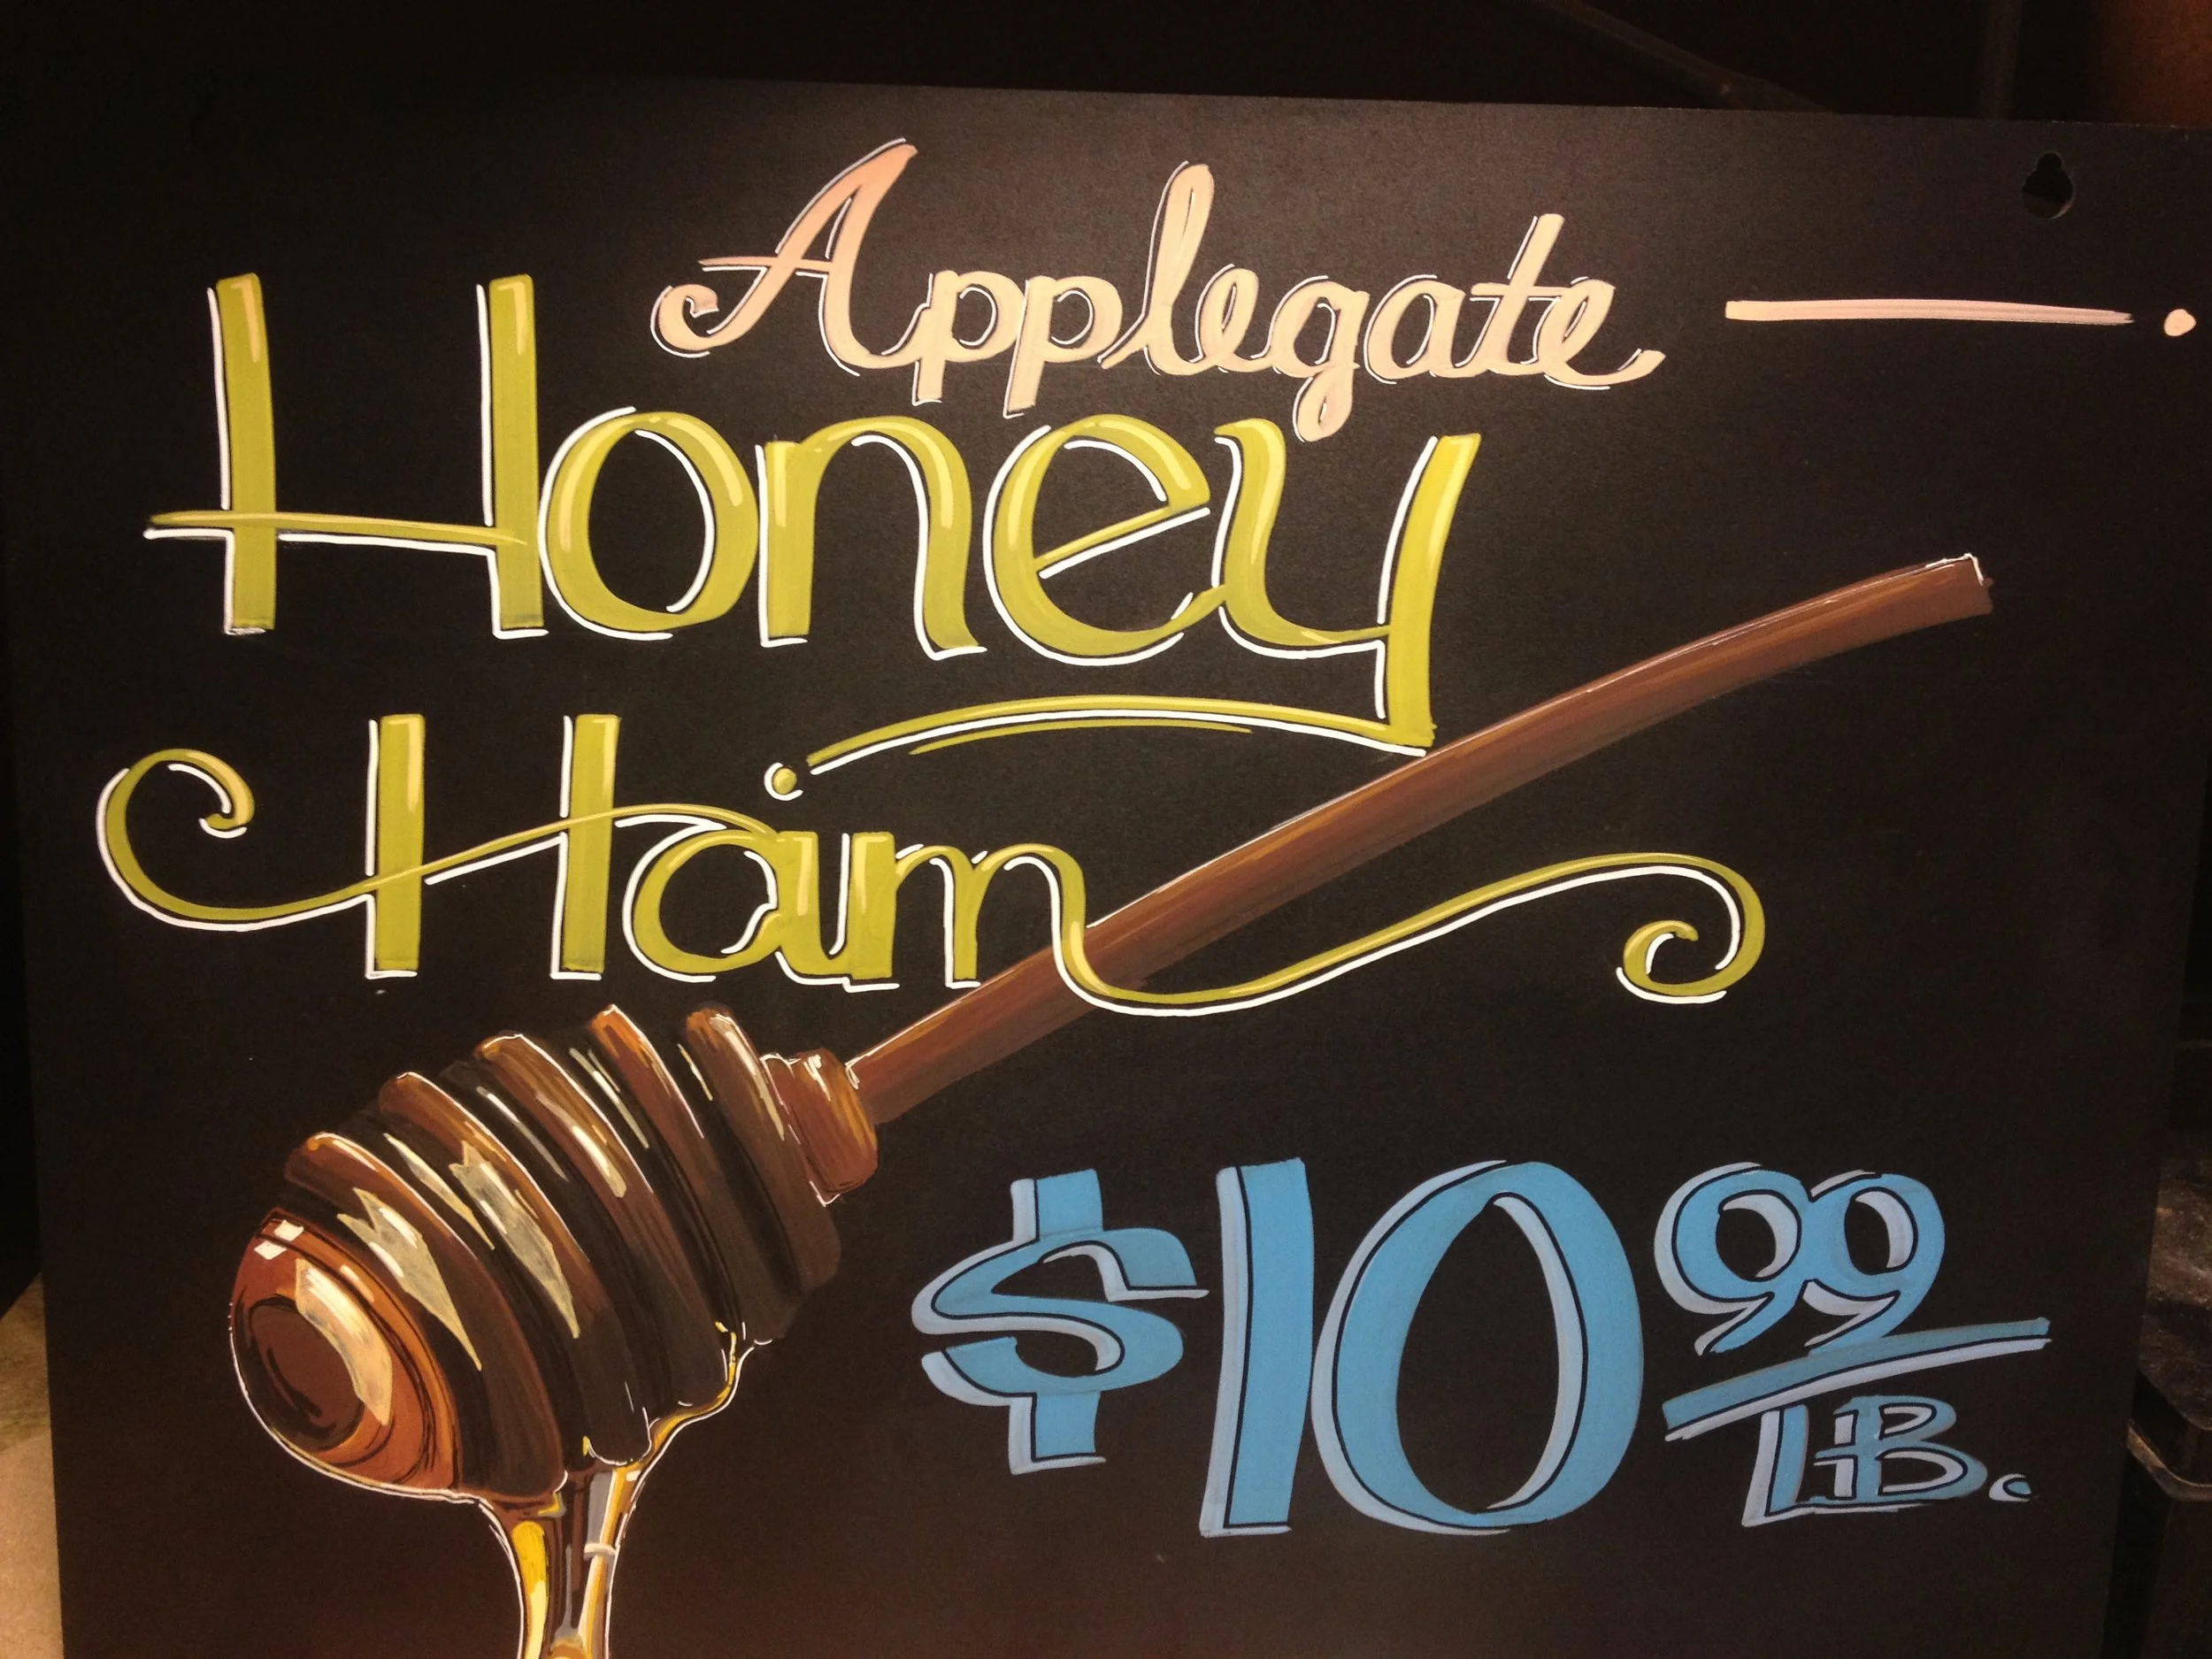 Applegate
Honey
Ham
$10.99
LB.